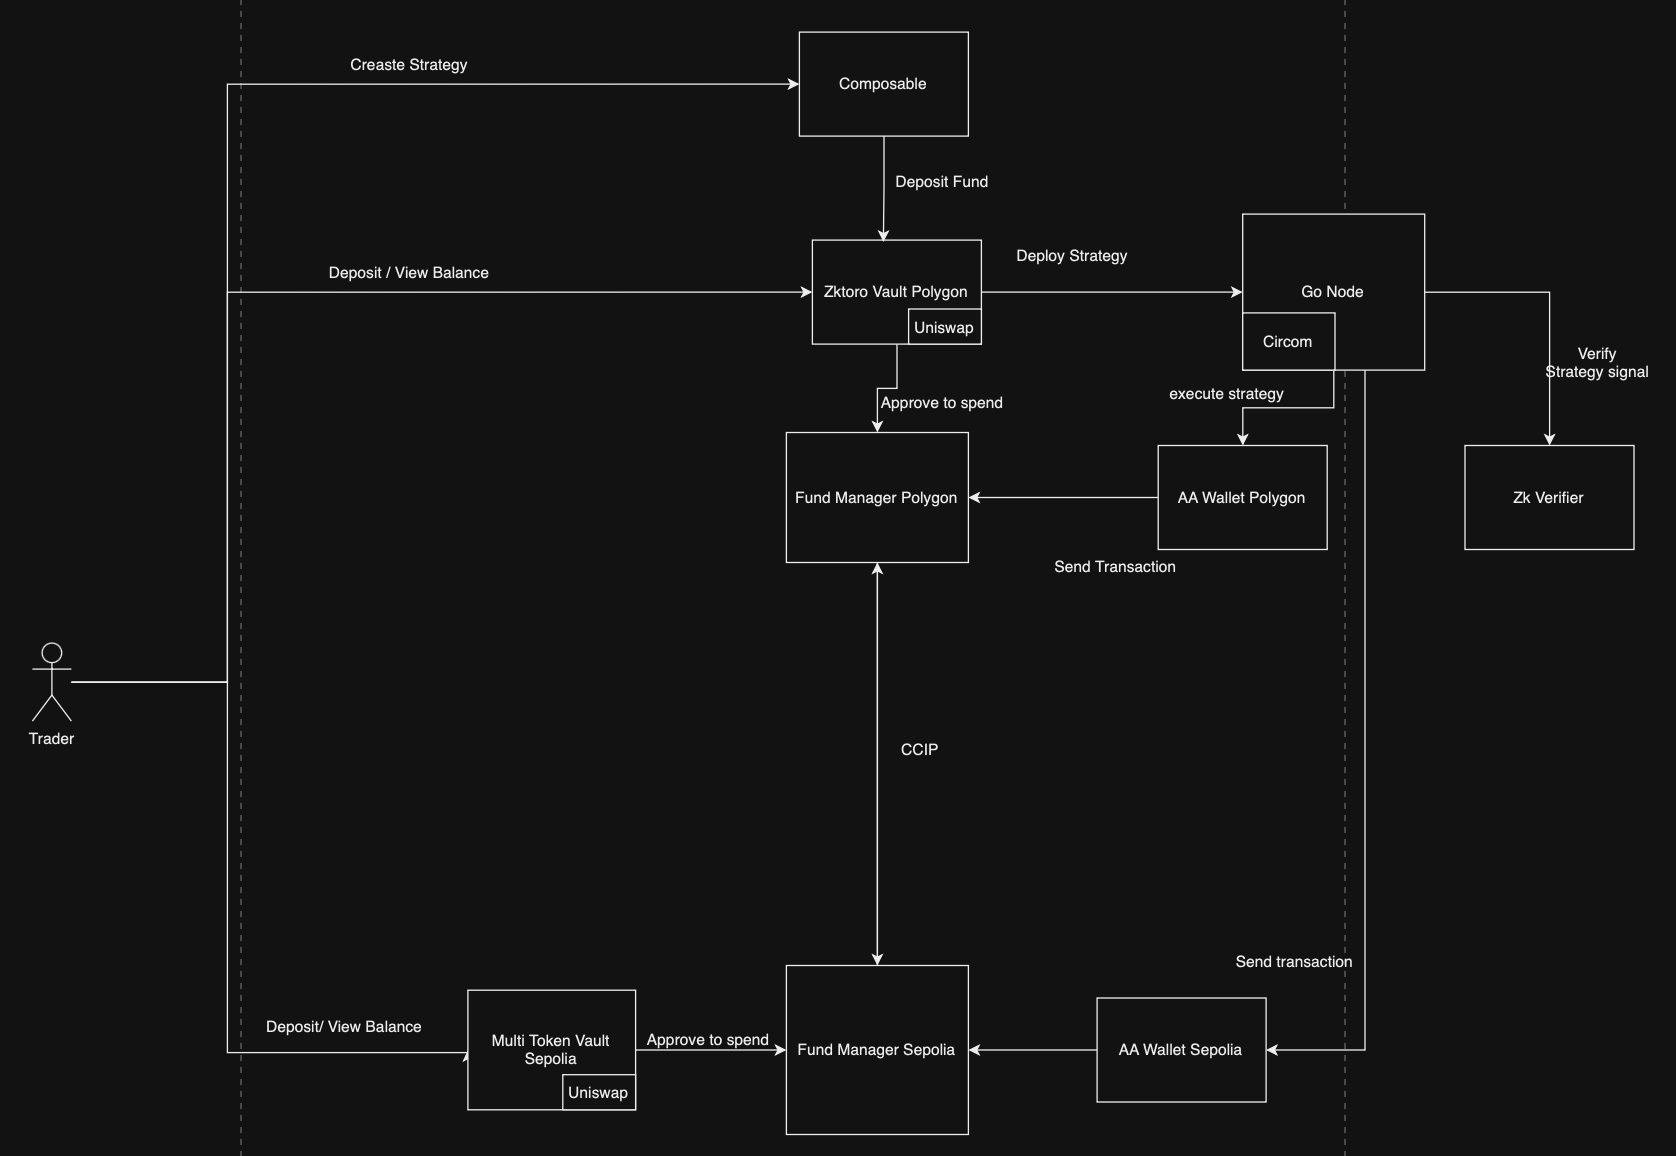 Creaste Strategy
Composable
Deposit Fund
Deploy Strategy
Deposit / View Balance
Zktoro Vault Polygon
Uniswap
Go Node
Circom
Verify
Strategy signal
execute strategy
Approve to spend
Fund Manager Polygon
AA Wallet Polygon
Zk Verifier
Send Transaction
Trader
CCIP
Send transaction
Deposit/ View Balance
Multi Token Vault
Sepolia
Uniswap
Approve to spend
Fund Manager Sepolia
AA Wallet Sepolia